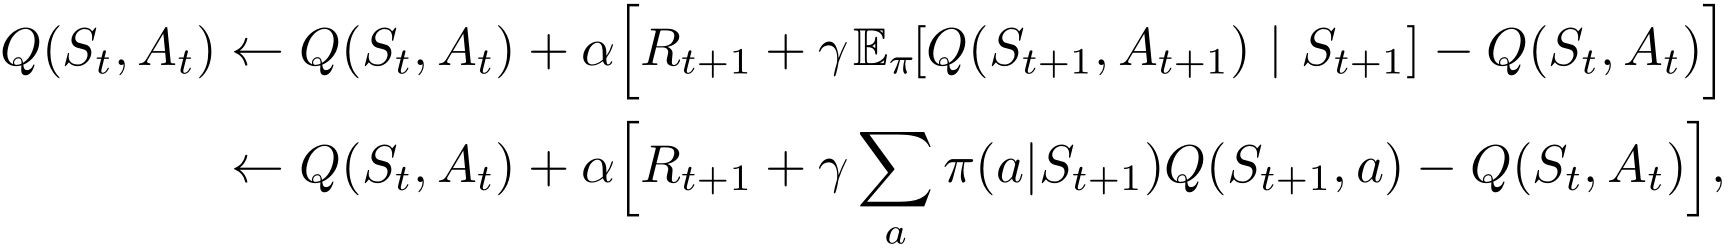 Q(S_t, A_t) ← Q(S_t, A_t) + α[R_{t+1} + γ𝔼_π[Q(S_{t+1}, A_{t+1}) | S_{t+1}] − Q(S_t, A_t)]
← Q(S_t, A_t) + α[R_{t+1} + γ ∑_a π(a|S_{t+1})Q(S_{t+1}, a) − Q(S_t, A_t)],